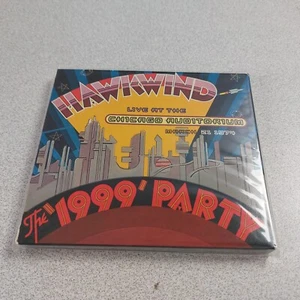 HAWKWIND
LIVE AT THE
CHICAGO AUDITORIUM
MARCH 21 1974
The '1999' PARTY